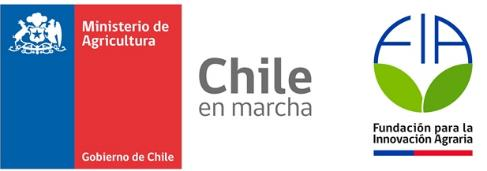 Ministerio de
Agricultura
Gobierno de Chile
Chile
en marcha
FIA
Fundación para la
Innovación Agraria